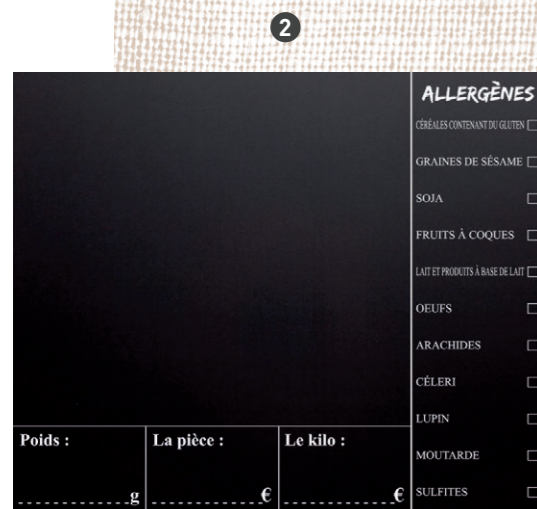 2
ALLERGÈNES
CÉRÉALES CONTENANT DU GLUTEN
GRAINES DE SÉSAME
SOJA
FRUITS À COQUES
LAIT ET PRODUITS À BASE DE LAIT
OEUFS
ARACHIDES
CÉLERI
LUPIN
MOUTARDE
SULFITES
Poids :
La pièce :
Le kilo :
g
€
€